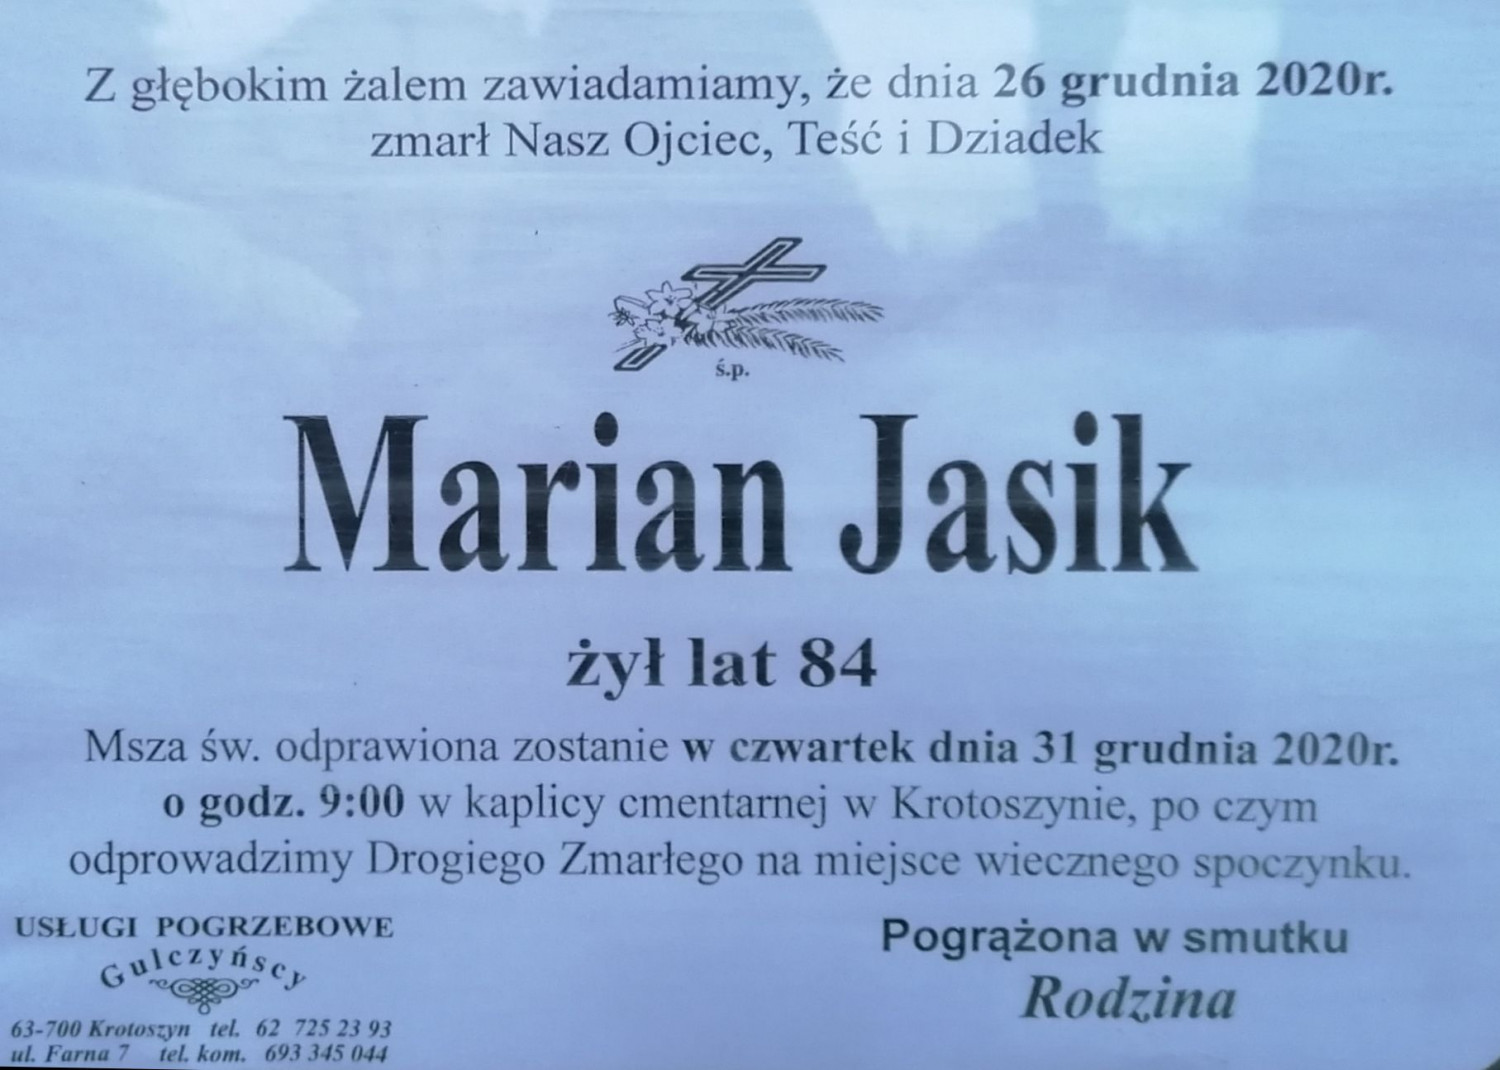 Z głębokim żalem zawiadamiamy, że dnia 26 grudnia 2020r.
zmarł Nasz Ojciec, Teść i Dziadek
ś.p.
Marian Jasik
żył lat 84
Msza św. odprawiona zostanie w czwartek dnia 31 grudnia 2020r.
o godz. 9:00 w kaplicy cmentarnej w Krotoszynie, po czym
odprowadzimy Drogiego Zmarłego na miejsce wiecznego spoczynku.
USŁUGI POGRZEBOWE
Gulczyńscy
63-700 Krotoszyn tel. 62 725 23 93
ul. Farna 7 tel. kom. 693 345 044
Pogrążona w smutku
Rodzina